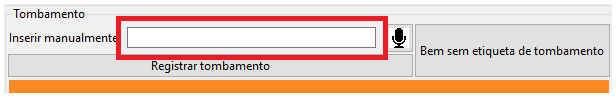 Tombamento
Inserir manualmente
Bem sem etiqueta de tombamento
Registrar tombamento